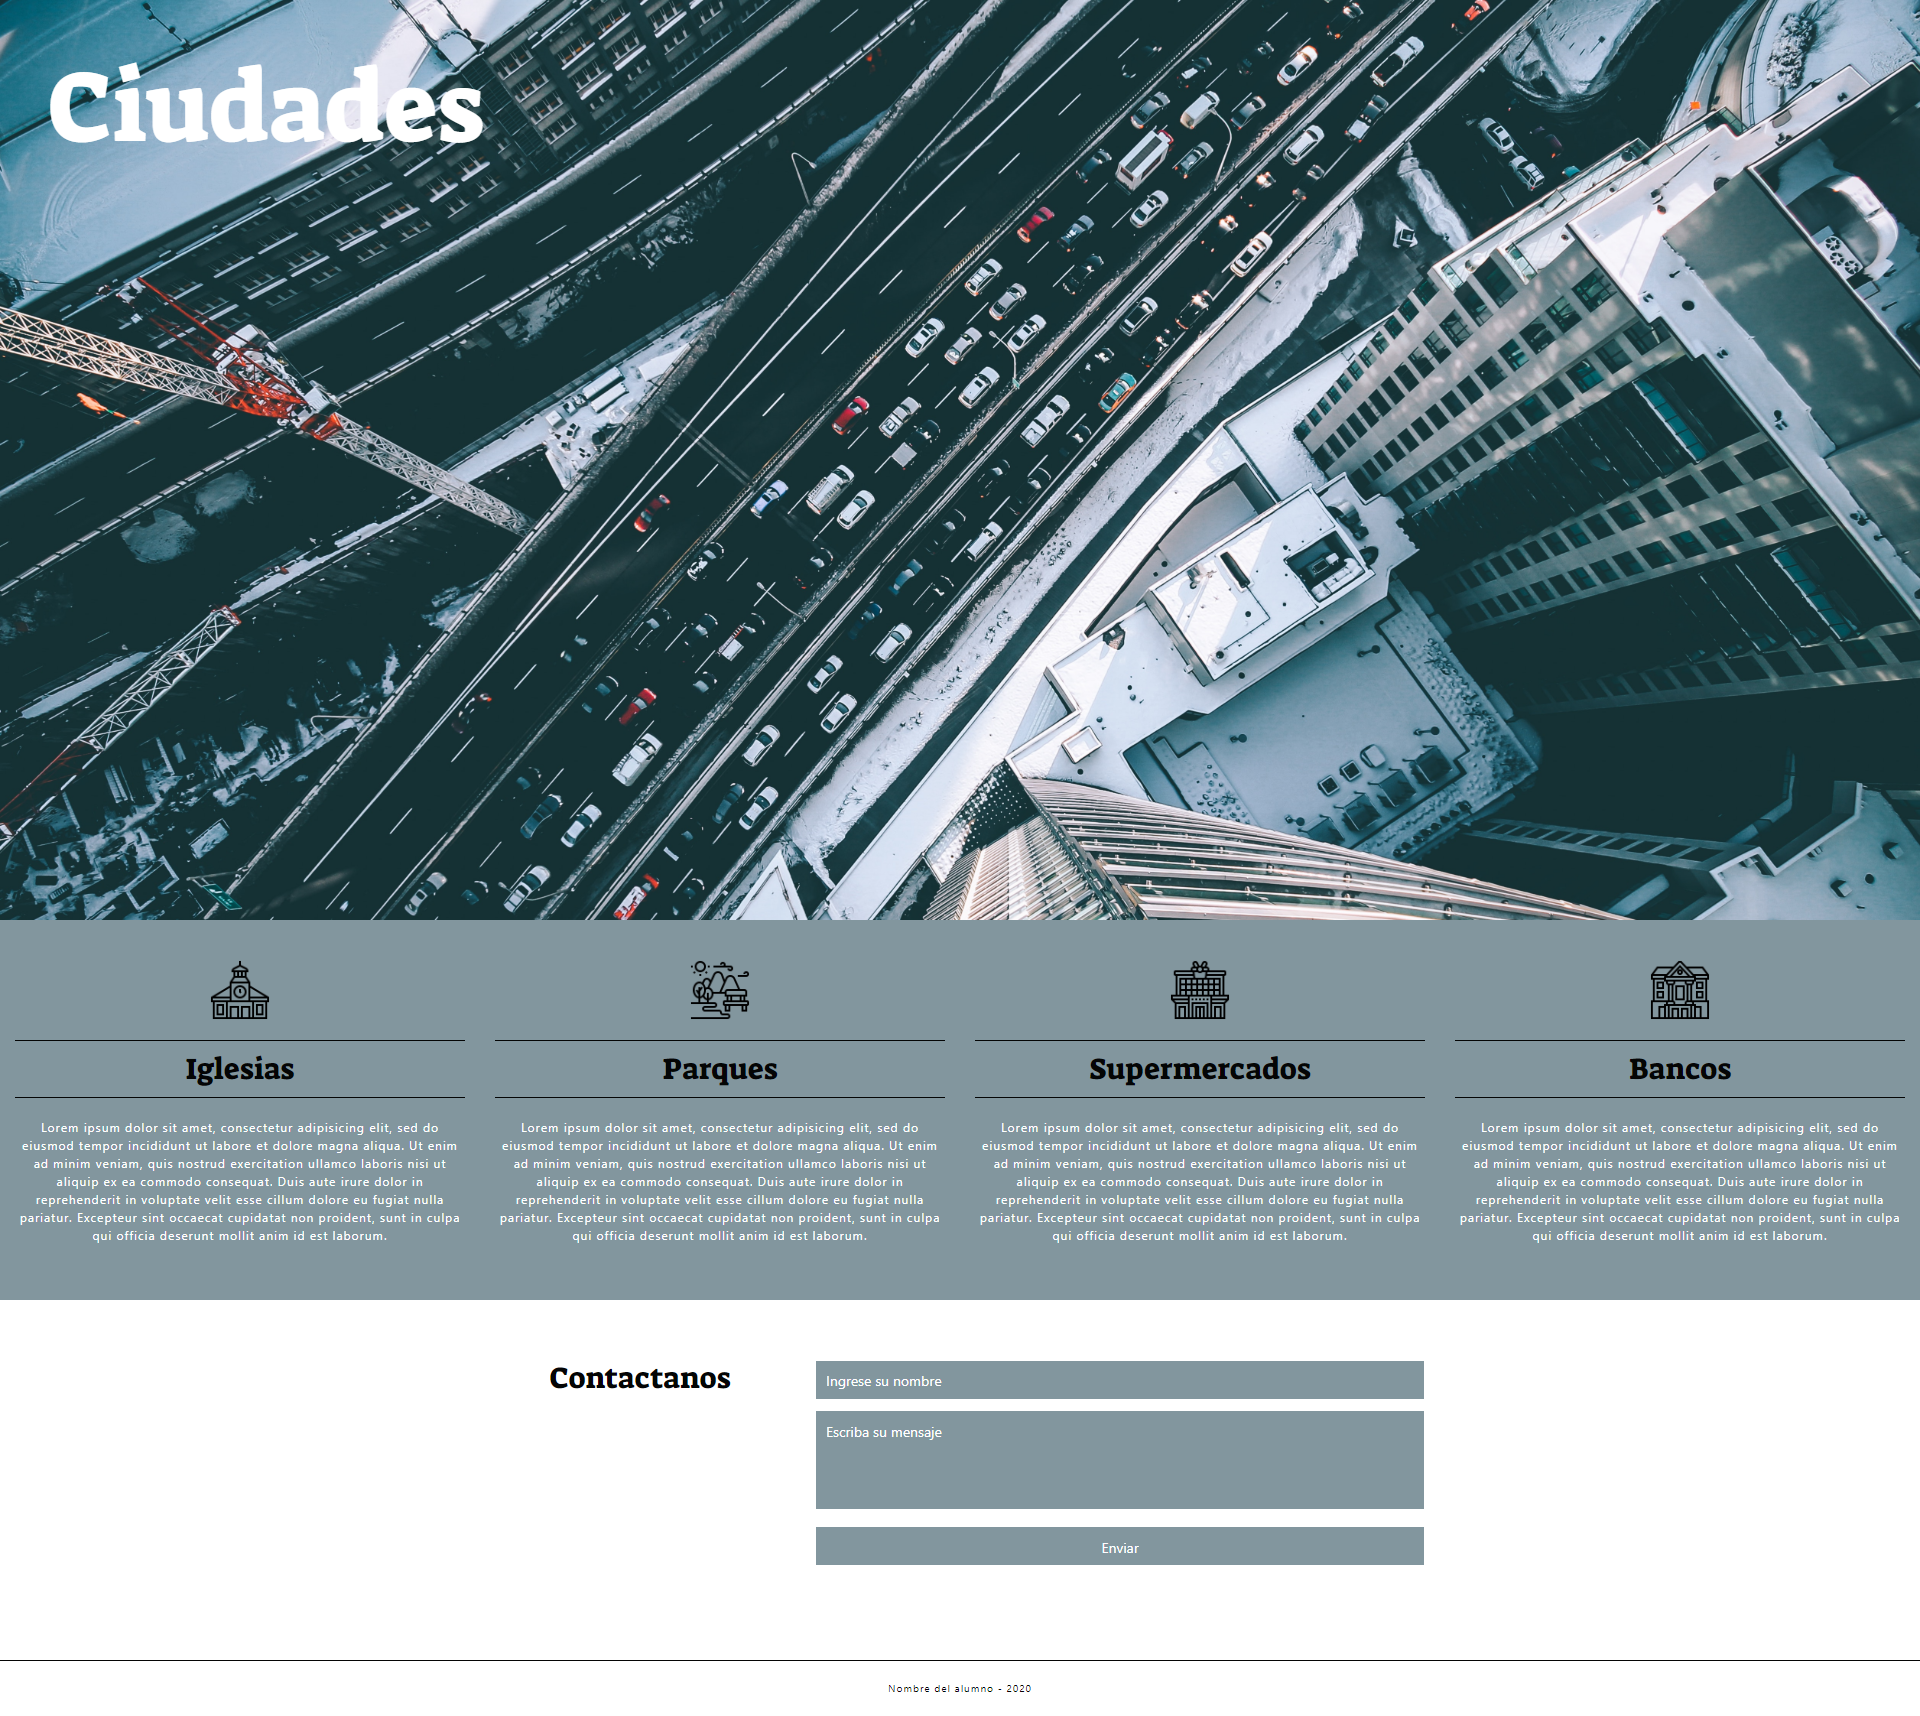 Ciudades
Iglesias
Lorem ipsum dolor sit amet, consectetur adipisicing elit, sed do
eiusmod tempor incididunt ut labore et dolore magna aliqua. Ut enim
ad minim veniam, quis nostrud exercitation ullamco laboris nisi ut
aliquip ex ea commodo consequat. Duis aute irure dolor in
reprehenderit in voluptate velit esse cillum dolore eu fugiat nulla
pariatur. Excepteur sint occaecat cupidatat non proident, sunt in culpa
qui officia deserunt mollit anim id est laborum.
Parques
Lorem ipsum dolor sit amet, consectetur adipisicing elit, sed do
eiusmod tempor incididunt ut labore et dolore magna aliqua. Ut enim
ad minim veniam, quis nostrud exercitation ullamco laboris nisi ut
aliquip ex ea commodo consequat. Duis aute irure dolor in
reprehenderit in voluptate velit esse cillum dolore eu fugiat nulla
pariatur. Excepteur sint occaecat cupidatat non proident, sunt in culpa
qui officia deserunt mollit anim id est laborum.
Supermercados
Lorem ipsum dolor sit amet, consectetur adipisicing elit, sed do
eiusmod tempor incididunt ut labore et dolore magna aliqua. Ut enim
ad minim veniam, quis nostrud exercitation ullamco laboris nisi ut
aliquip ex ea commodo consequat. Duis aute irure dolor in
reprehenderit in voluptate velit esse cillum dolore eu fugiat nulla
pariatur. Excepteur sint occaecat cupidatat non proident, sunt in culpa
qui officia deserunt mollit anim id est laborum.
Bancos
Lorem ipsum dolor sit amet, consectetur adipisicing elit, sed do
eiusmod tempor incididunt ut labore et dolore magna aliqua. Ut enim
ad minim veniam, quis nostrud exercitation ullamco laboris nisi ut
aliquip ex ea commodo consequat. Duis aute irure dolor in
reprehenderit in voluptate velit esse cillum dolore eu fugiat nulla
pariatur. Excepteur sint occaecat cupidatat non proident, sunt in culpa
qui officia deserunt mollit anim id est laborum.
Contactanos
Ingrese su nombre
Escriba su mensaje
Enviar
Nombre del alumno - 2020